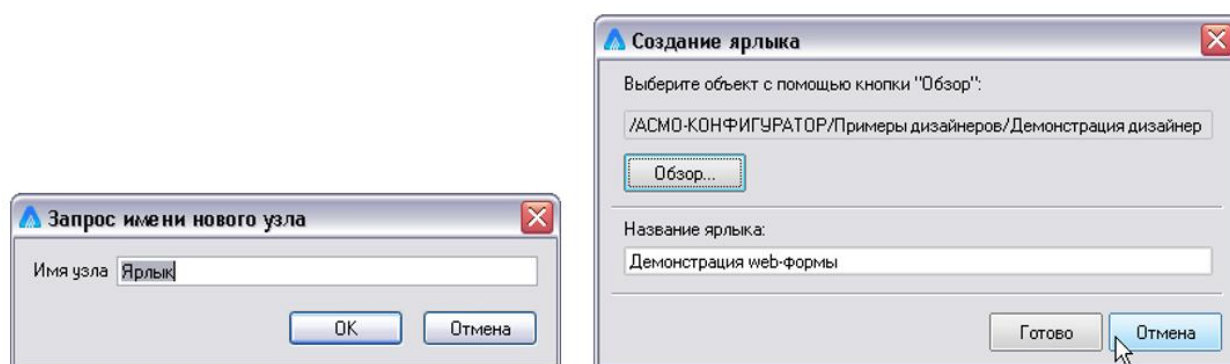 Запрос имени нового узла
Имя узла Ярлык
ОК Отмена
Создание ярлыка
Выберите объект с помощью кнопки "Обзор":
/АСМО-КОНФИГУРАТОР/Примеры дизайнеров/Демонстрация дизайнер
Обзор...
Название ярлыка:
Демонстрация web-формы
Готово Отмена